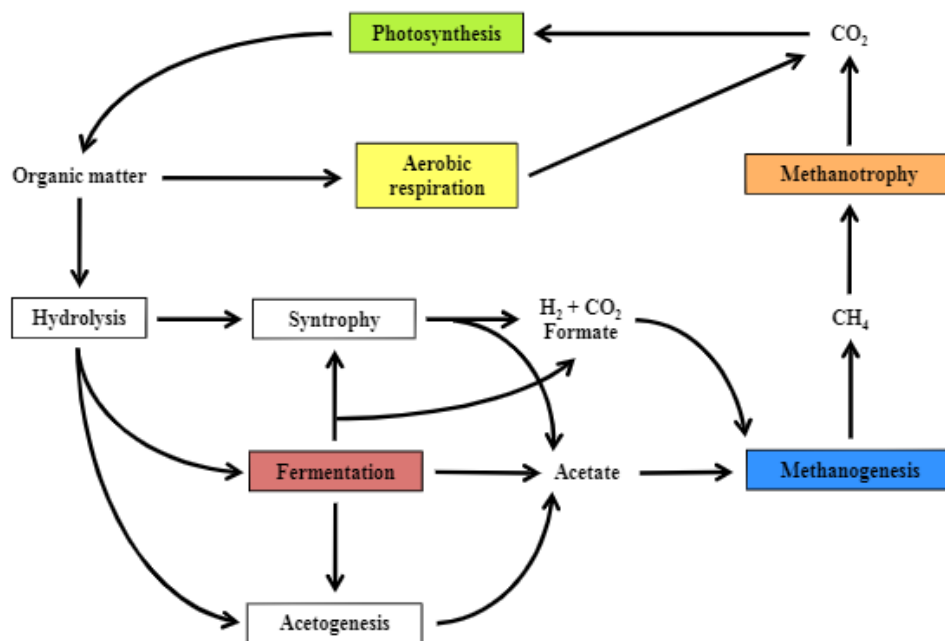 Photosynthesis
CO₂
Organic matter
Aerobic
respiration
Methanotrophy
Hydrolysis
Syntrophy
H₂ + CO₂
Formate
CH₄
Fermentation
Acetate
Methanogenesis
Acetogenesis